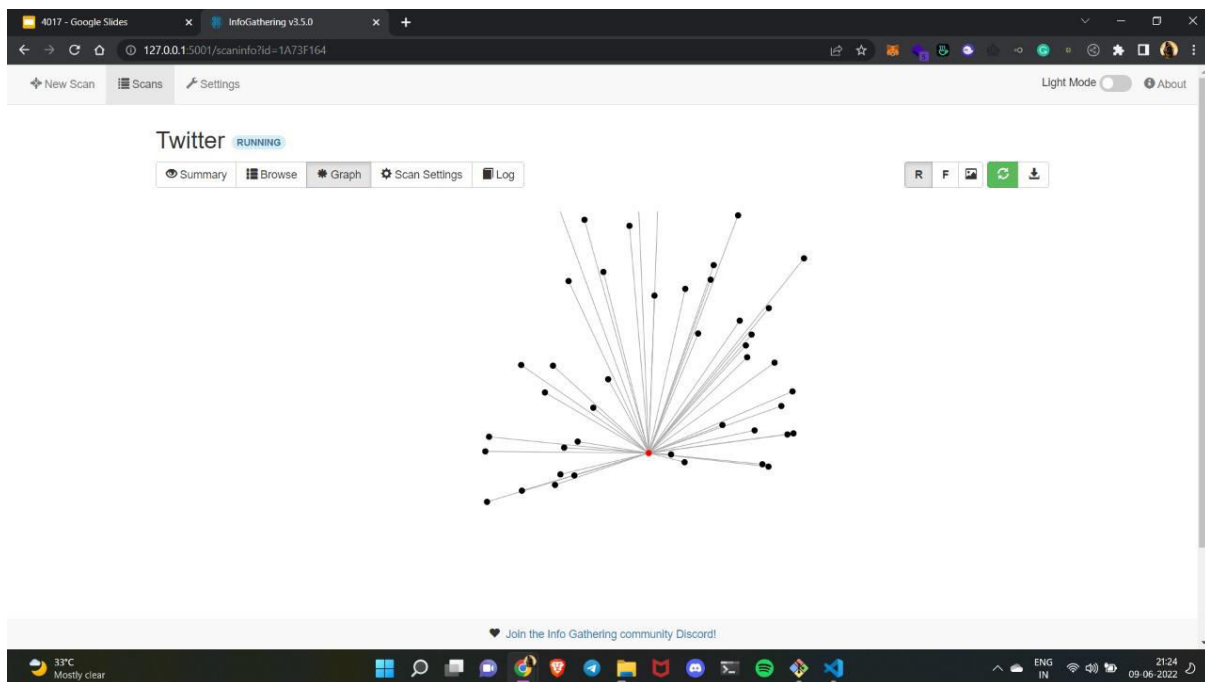 4017 - Google Slides
InfoGathering v3.5.0
127.0.0.1:5001/scaninfo?id=1A73F164
New Scan
Scans
Settings
Light Mode
About
Twitter RUNNING
Summary
Browse
Graph
Scan Settings
Log
R
F
Join the Info Gathering community Discord!
33°C
Mostly clear
ENG
IN
21:24
09-06-2022